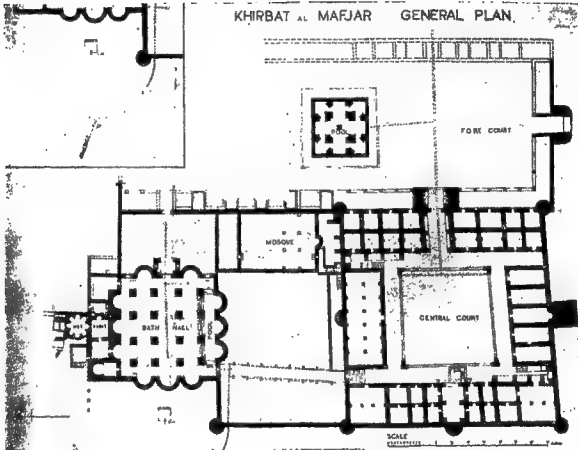 KHIRBAT AL MAFJAR GENERAL PLAN.
POOL
FORE COURT
MOSQUE
BATH HALL
CENTRAL COURT
SCALE